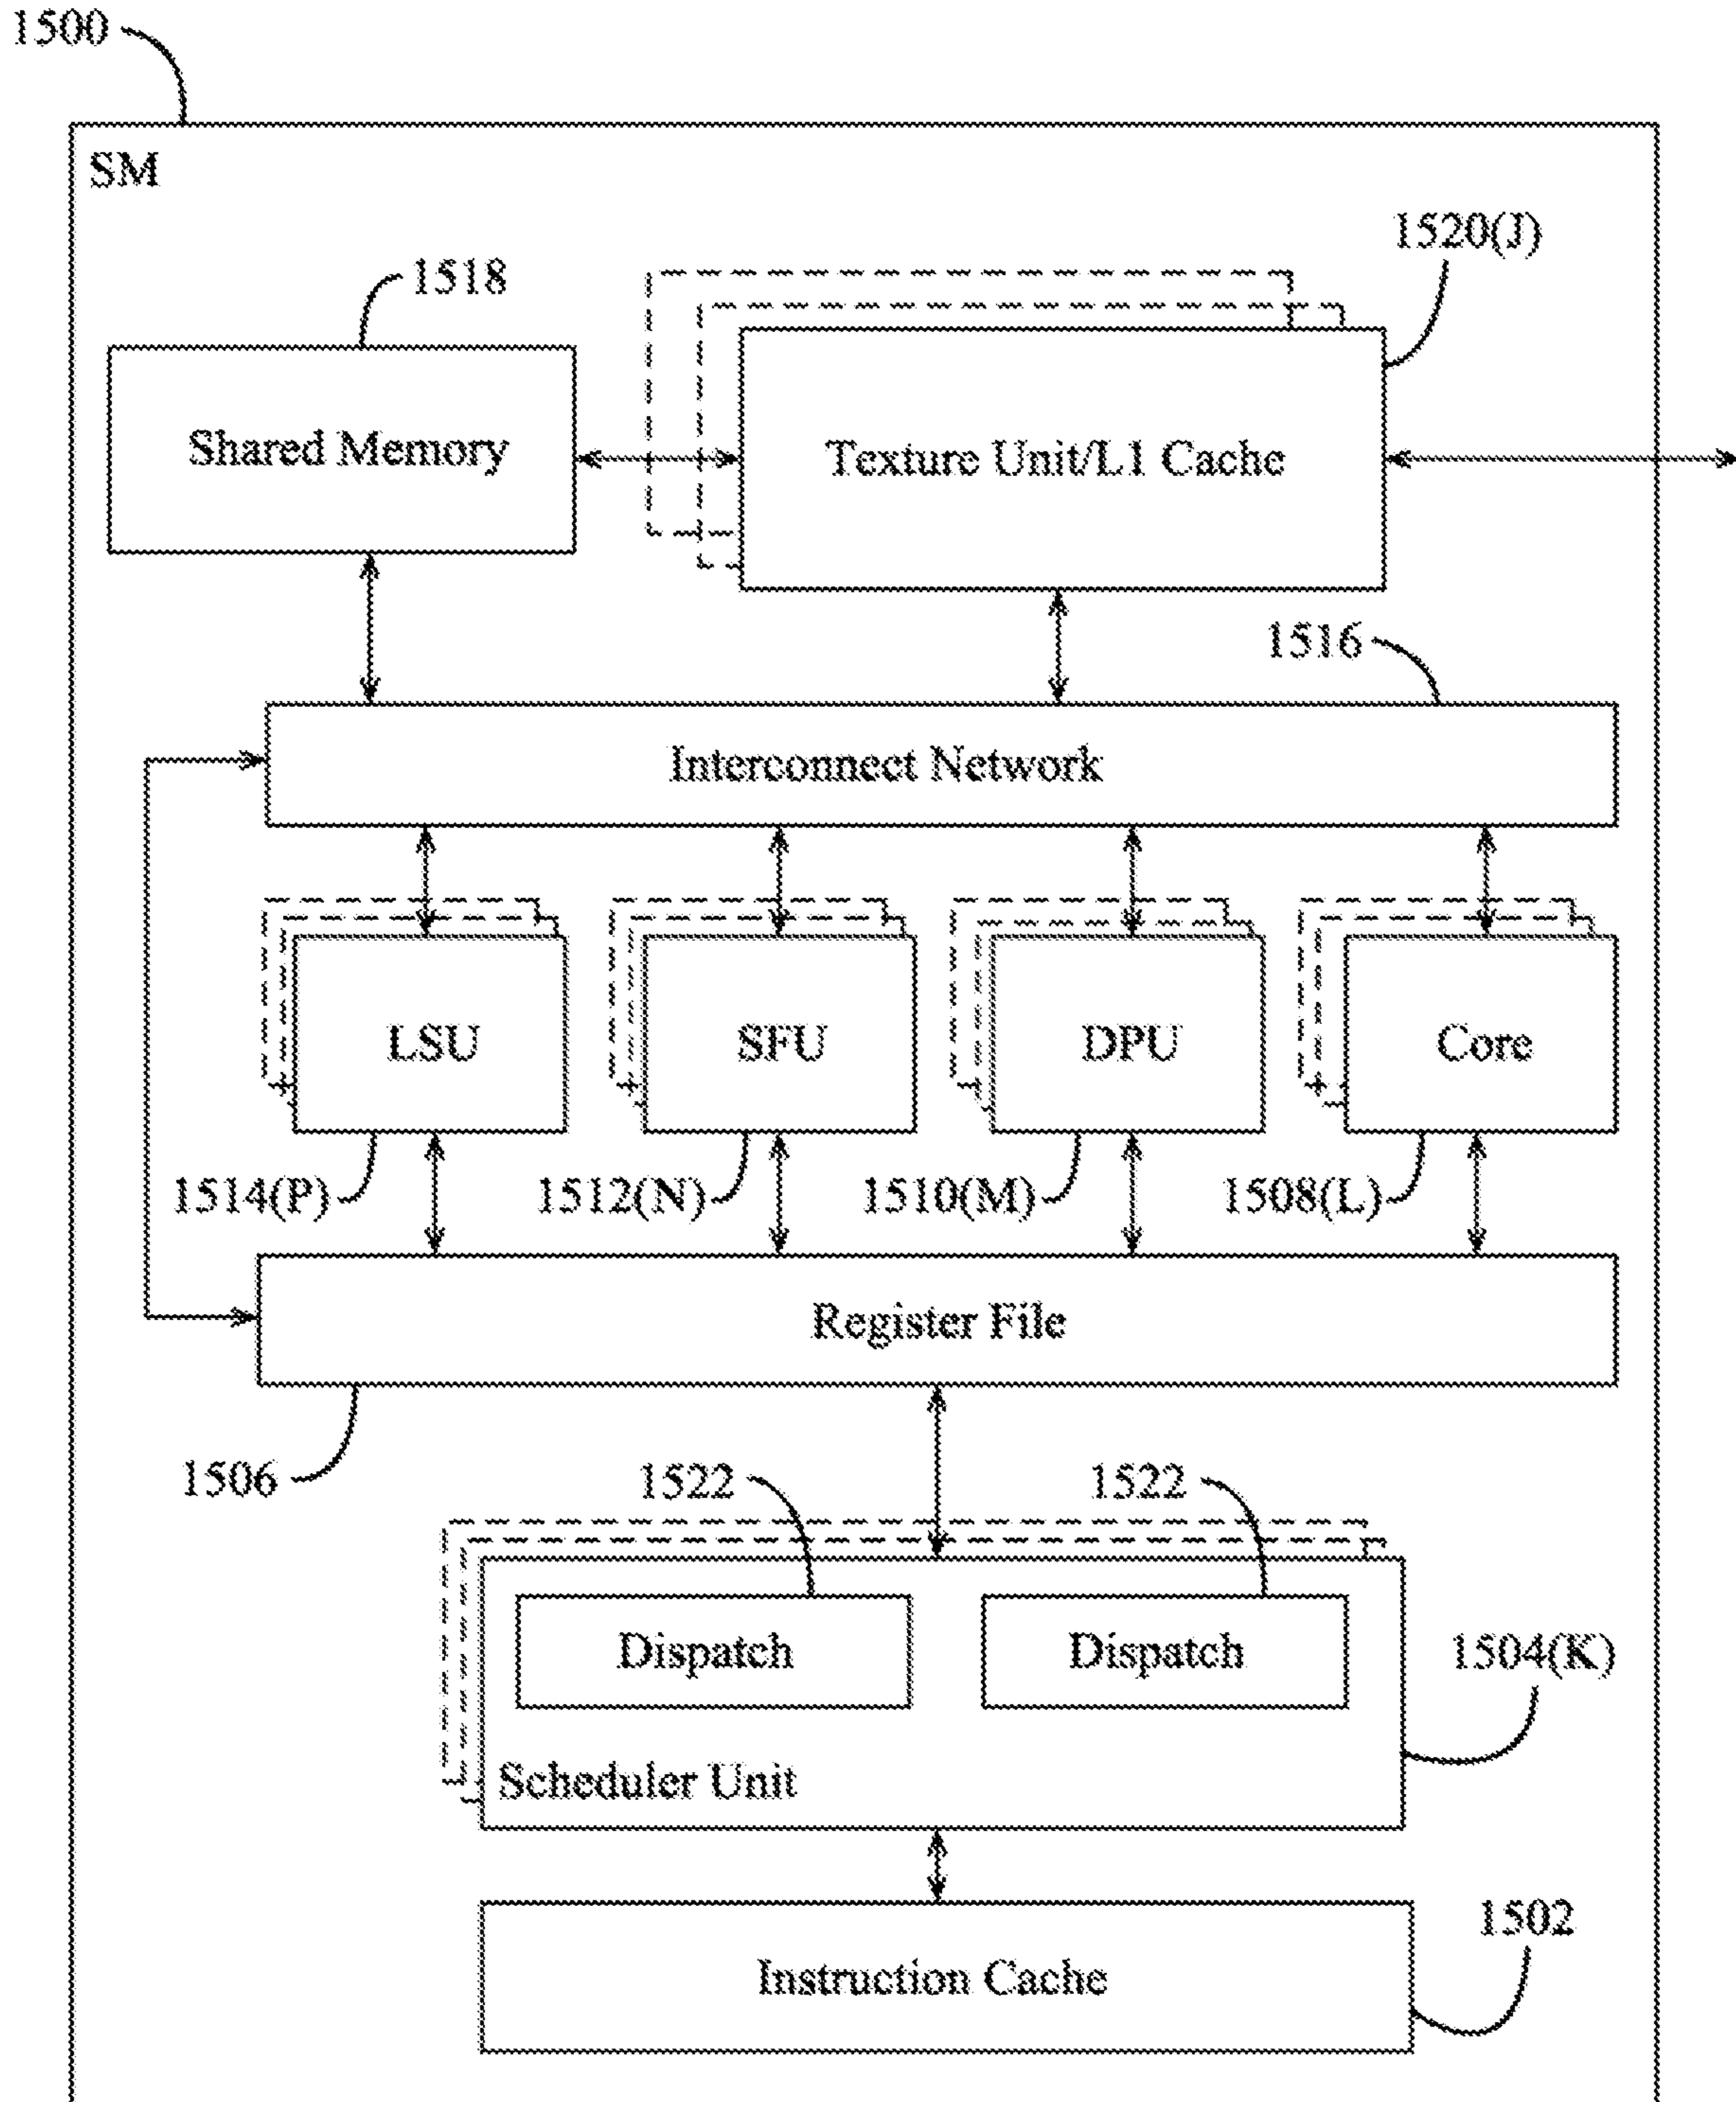 1500
SM
1520(J)
1518
Shared Memory
Texture Unit/L1 Cache
1516
Interconnect Network
LSU
SFU
DPU
Core
1514(P)
1512(N)
1510(M)
1508(L)
Register File
1506
1522
1522
Dispatch
Dispatch
1504(K)
Scheduler Unit
1502
Instruction Cache